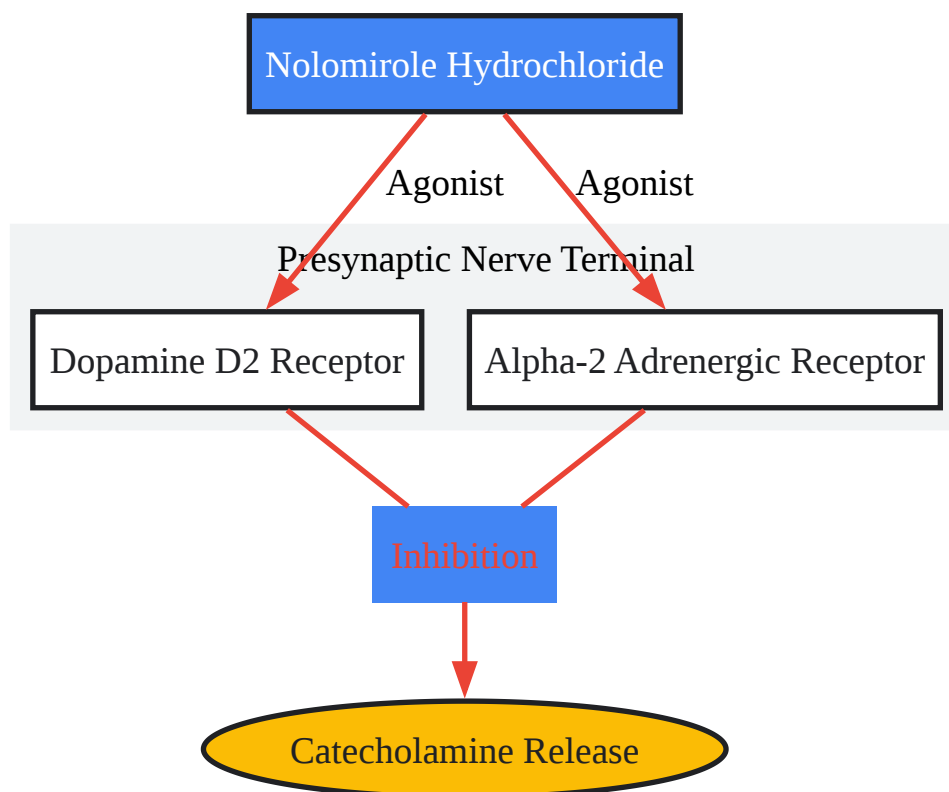 Nolomirole Hydrochloride
Agonist
Agonist
Presynaptic Nerve Terminal
Dopamine D2 Receptor
Alpha-2 Adrenergic Receptor
Inhibition
Catecholamine Release